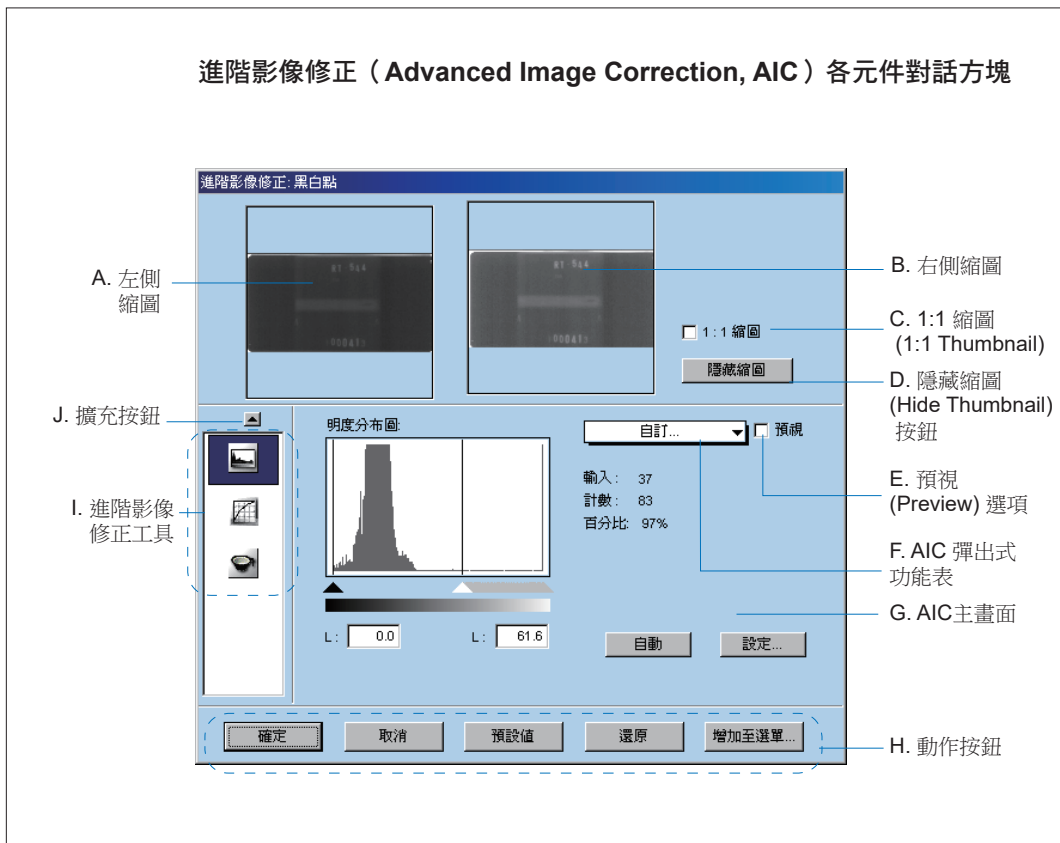 進階影像修正（Advanced Image Correction, AIC）各元件對話方塊
進階影像修正: 黑白點
A. 左側
縮圖
B. 右側縮圖
C. 1:1 縮圖
(1:1 Thumbnail)
1 : 1 縮圖
隱藏縮圖
D. 隱藏縮圖
(Hide Thumbnail)
按鈕
J. 擴充按鈕
明度分布圖:
自訂...
預視
輸入: 37
計數: 83
百分比: 97%
E. 預視
(Preview) 選項
I. 進階影像
修正工具
F. AIC 彈出式
功能表
G. AIC主畫面
L: 0.0
L: 61.6
自動
設定...
確定
取消
預設值
還原
增加至選單...
H. 動作按鈕